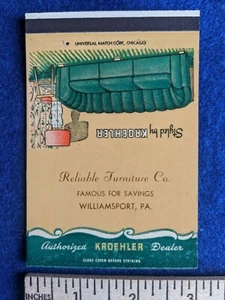 UNIVERSAL MATCH CORP., CHICAGO
Styled by KROEHLER
Reliable Furniture Co.
FAMOUS FOR SAVINGS
WILLIAMSPORT, PA.
Authorized KROEHLER Dealer
CLOSE COVER BEFORE STRIKING
INCHES 1 2 3